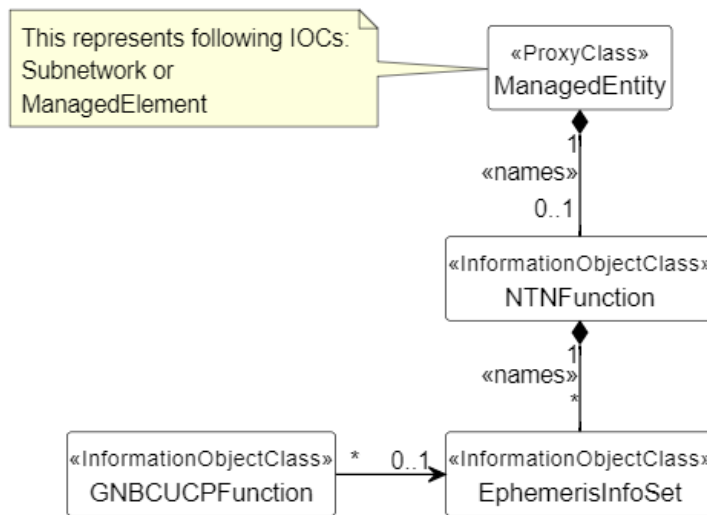 This represents following IOCs:
Subnetwork or
ManagedElement
«ProxyClass»
ManagedEntity
1
«names»
0..1
«InformationObjectClass»
NTNFunction
1
«names»
*
«InformationObjectClass»
GNBCUCPFunction
* 0..1
«InformationObjectClass»
EphemerisInfoSet